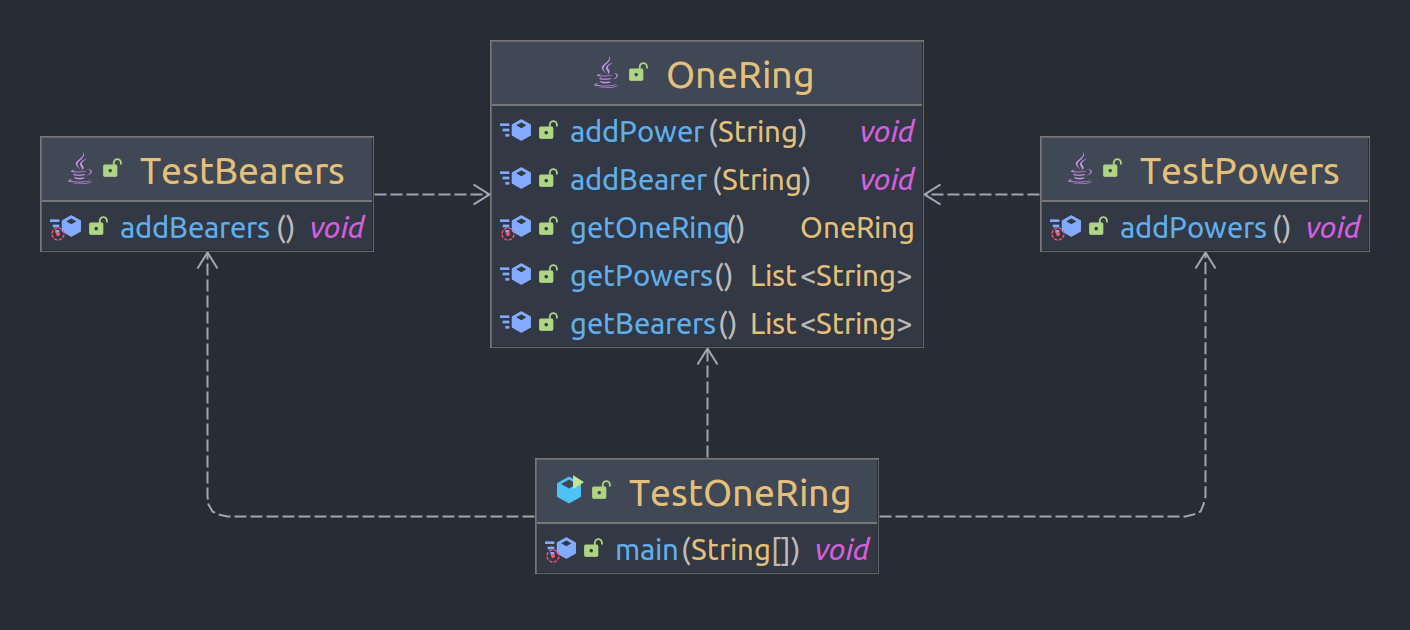 OneRing
addPower(String) void
addBearer(String) void
getOneRing() OneRing
getPowers() List<String>
getBearers() List<String>
TestBearers
addBearers() void
TestPowers
addPowers() void
TestOneRing
main(String[]) void